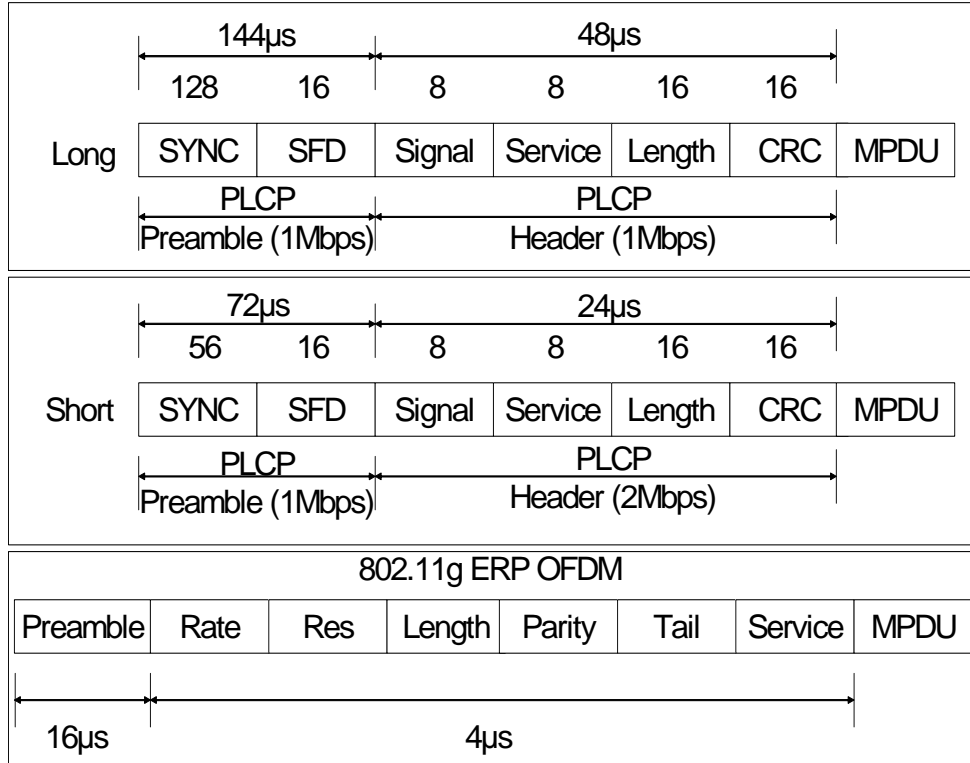 144µs 48µs
128 16 8 8 16 16
Long SYNC SFD Signal Service Length CRC MPDU
PLCP PLCP
Preamble (1Mbps) Header (1Mbps)
72µs 24µs
56 16 8 8 16 16
Short SYNC SFD Signal Service Length CRC MPDU
PLCP PLCP
Preamble (1Mbps) Header (2Mbps)
802.11g ERP OFDM
Preamble Rate Res Length Parity Tail Service MPDU
16µs 4µs